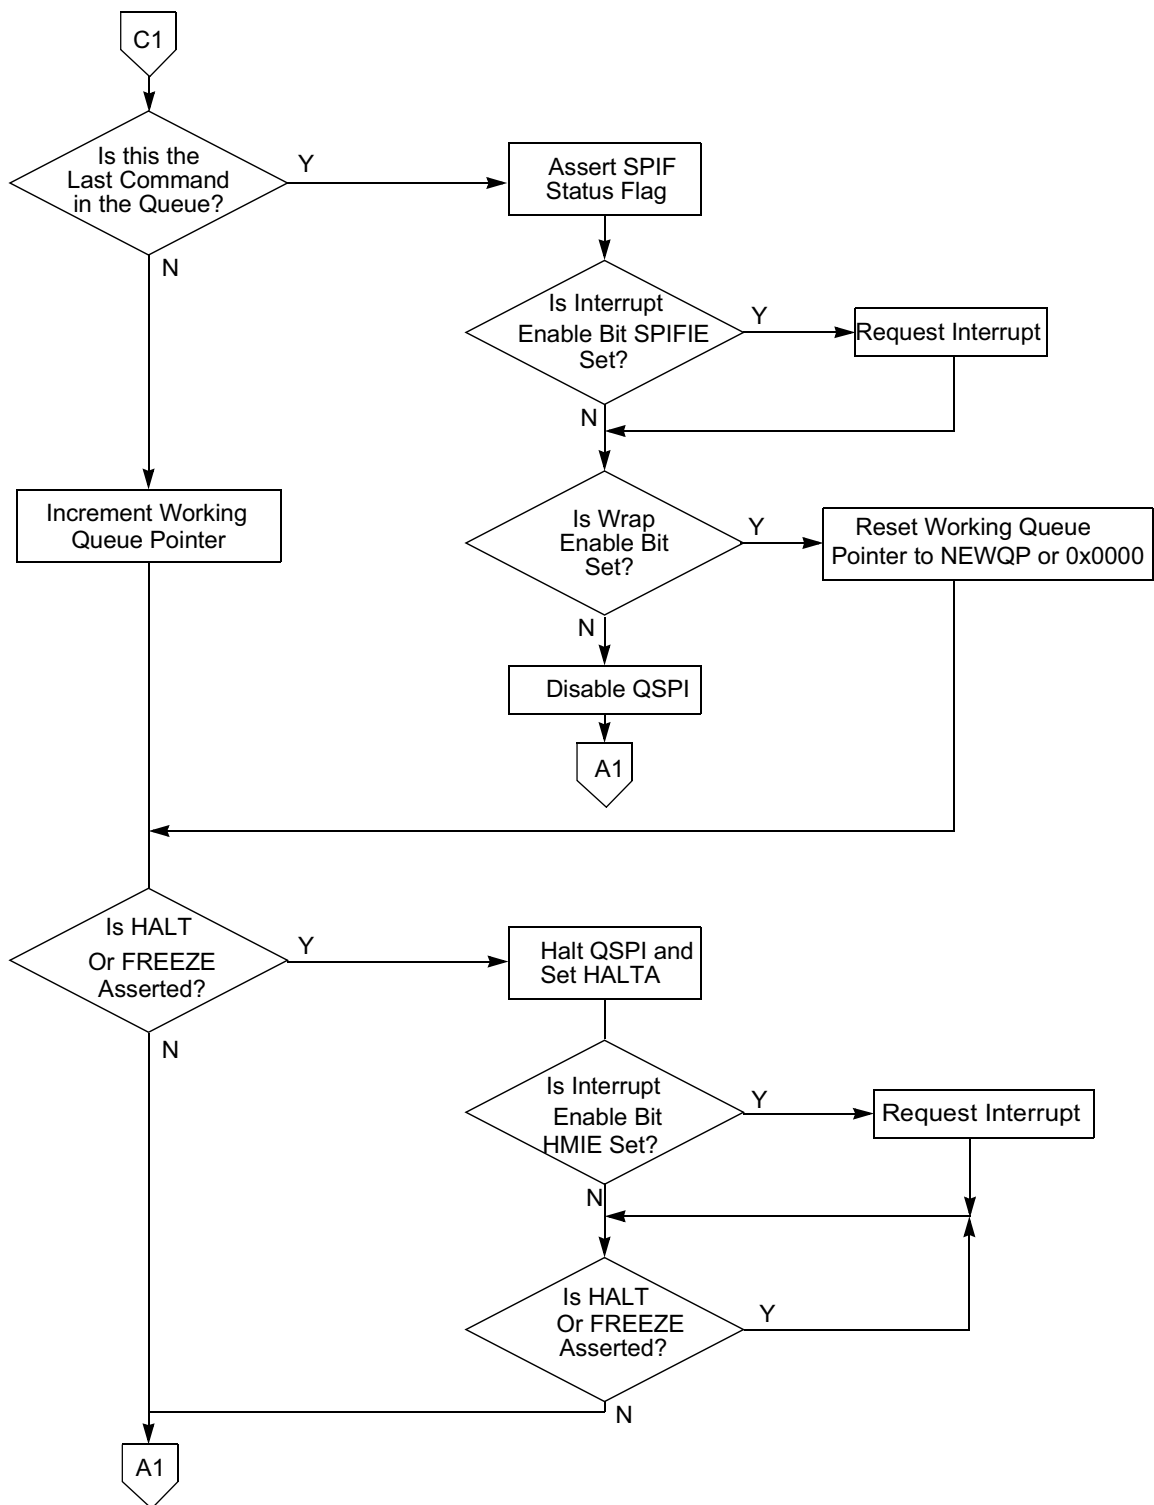 C1
Is this the
Last Command
in the Queue?
Y
Assert SPIF
Status Flag
N
Is Interrupt
Enable Bit SPIFIE
Set?
Y
Request Interrupt
N
Increment Working
Queue Pointer
Is Wrap
Enable Bit
Set?
Y
Reset Working Queue
Pointer to NEWQP or 0x0000
N
Disable QSPI
A1
Is HALT
Or FREEZE
Asserted?
Y
Halt QSPI and
Set HALTA
N
Is Interrupt
Enable Bit
HMIE Set?
Y
Request Interrupt
N
Is HALT
Or FREEZE
Asserted?
Y
N
A1